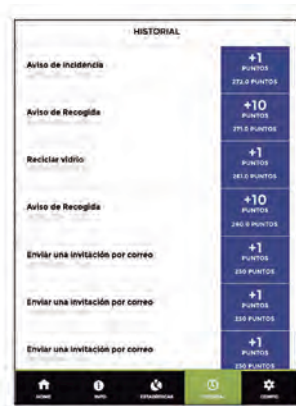 HISTORIAL
Aviso de Incidencia
+1
PUNTOS
272.0 PUNTOS
Aviso de Recogida
+10
PUNTOS
271.0 PUNTOS
Reciclar vidrio
+1
PUNTOS
261.0 PUNTOS
Aviso de Recogida
+10
PUNTOS
260.0 PUNTOS
Enviar una invitación por correo
+1
PUNTOS
250 PUNTOS
Enviar una invitación por correo
+1
PUNTOS
250 PUNTOS
Enviar una invitación por correo
+1
PUNTOS
250 PUNTOS
HOME
INFO
ESTADÍSTICAS
HISTORIAL
CONFIG